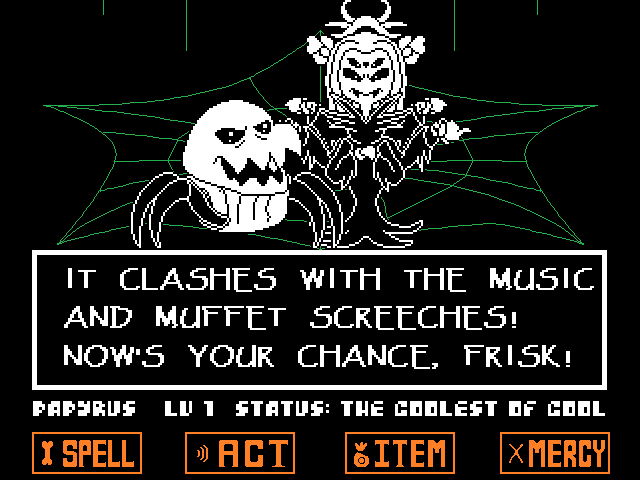 IT CLASHES WITH THE MUSIC
AND MUFFET SCREECHES!
NOW'S YOUR CHANCE, FRISK!
PAPYRUS LV 1 STATUS: THE COOLEST OF COOL
SPELL ACT ITEM MERCY